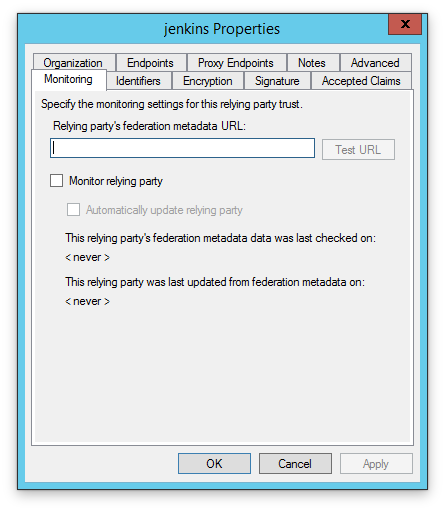 jenkins Properties
x
Organization Endpoints Proxy Endpoints Notes Advanced
Monitoring Identifiers Encryption Signature Accepted Claims
Specify the monitoring settings for this relying party trust.
Relying party's federation metadata URL:
Test URL
Monitor relying party
Automatically update relying party
This relying party's federation metadata data was last checked on:
< never >
This relying party was last updated from federation metadata on:
< never >
OK Cancel Apply